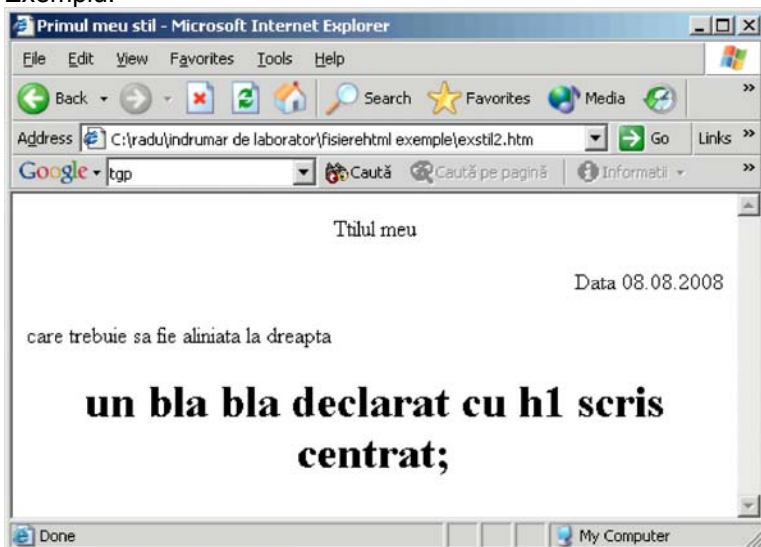 Primul meu stil - Microsoft Internet Explorer
File Edit View Favorites Tools Help
Back Search Favorites Media »
Address C:\radu\indrumar de laborator\fisierehtml exemple\exstil2.htm Go Links »
Google tgp Caută Caută pe pagină Informatii »
Ttilul meu
Data 08.08.2008
care trebuie sa fie aliniata la dreapta
un bla bla declarat cu h1 scris
centrat;
Done My Computer